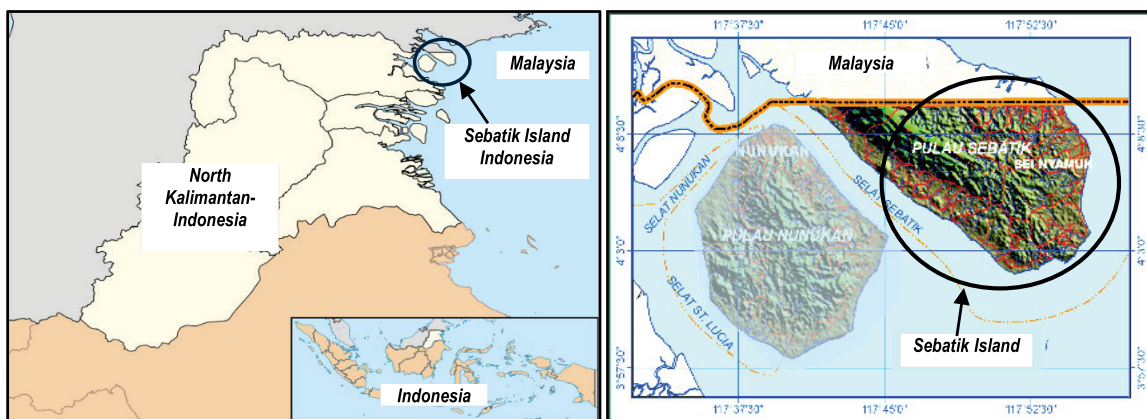 Malaysia
Sebatik Island
Indonesia
North
Kalimantan-
Indonesia
Indonesia
117°37'30"
117°45'0"
117°52'30"
Malaysia
4°8'30"
4°8'30"
NUNUKAN
PULAU SEBATIK
SEI NYAMUK
SELAT NUNUKAN
SELAT SEBATIK
PULAU NUNUKAN
4°3'0"
4°3'0"
SELAT ST. LUCIA
Sebatik Island
3°57'30"
3°57'30"
117°37'30"
117°45'0"
117°52'30"